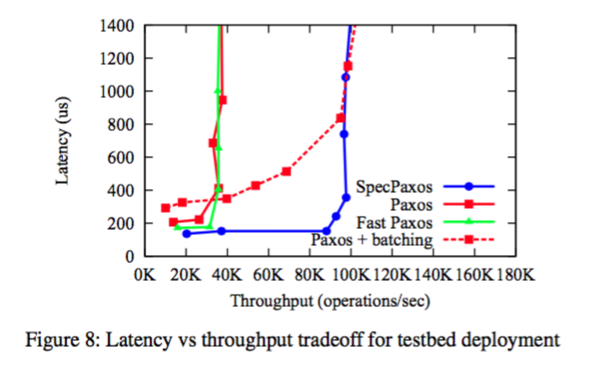 1400
1200
1000
800
600
400
200
0
Latency (us)
SpecPaxos
Paxos
Fast Paxos
Paxos + batching
0K 20K 40K 60K 80K 100K 120K 140K 160K 180K
Throughput (operations/sec)
Figure 8: Latency vs throughput tradeoff for testbed deployment